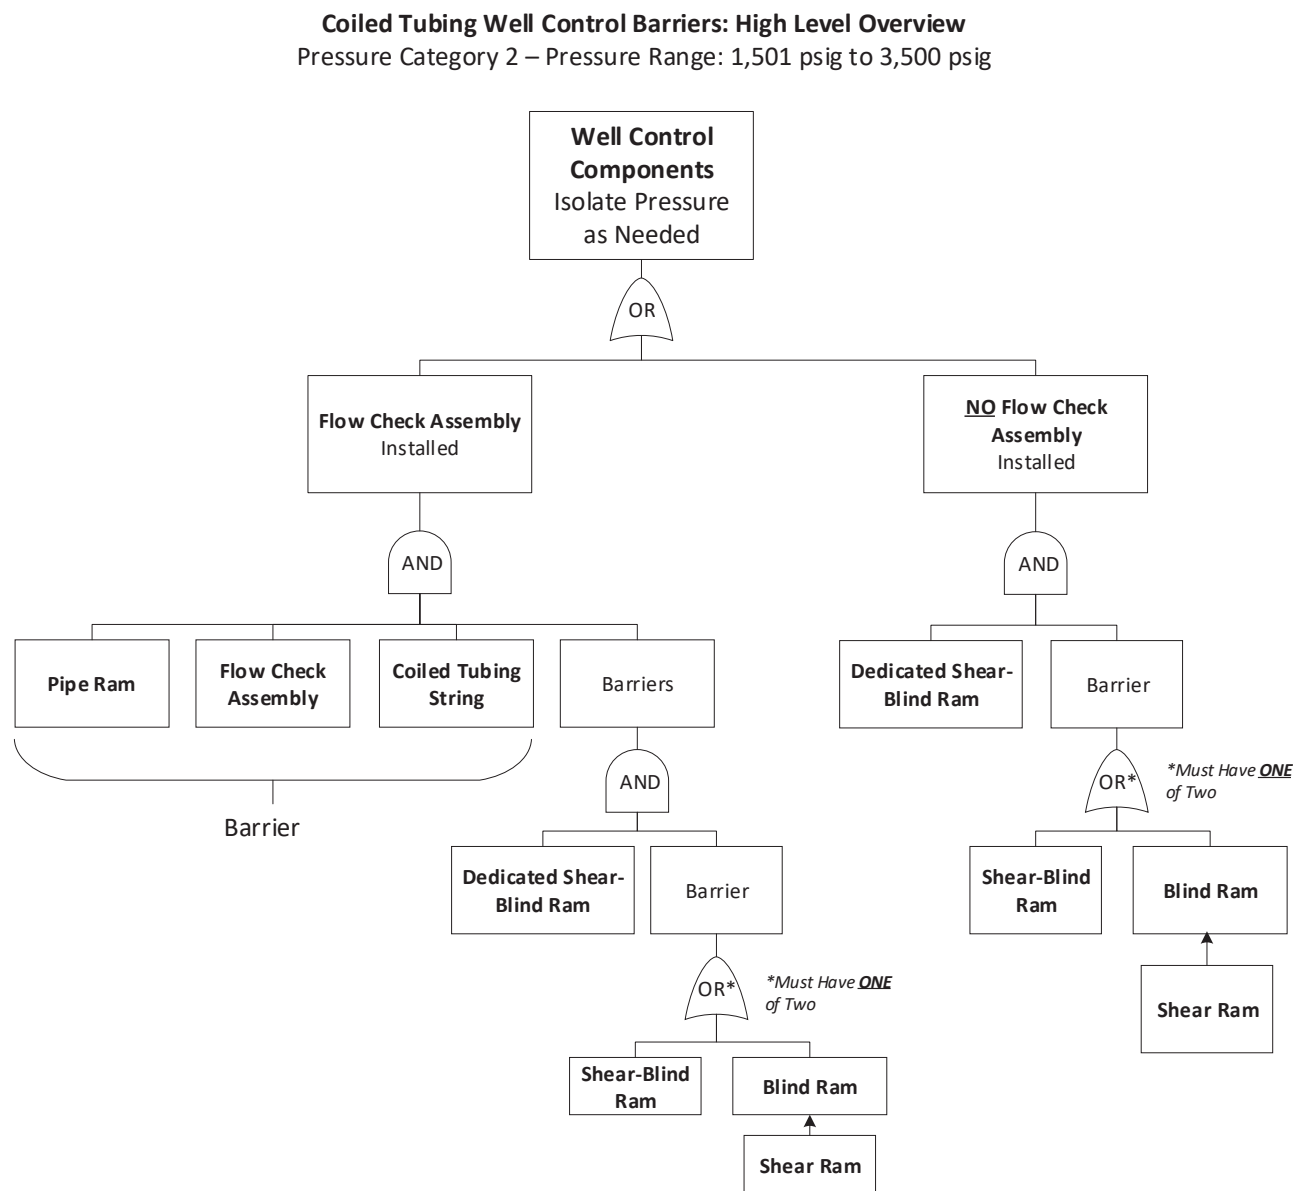 Coiled Tubing Well Control Barriers: High Level Overview
Pressure Category 2 – Pressure Range: 1,501 psig to 3,500 psig
Well Control
Components
Isolate Pressure
as Needed
OR
Flow Check Assembly
Installed
NO Flow Check
Assembly
Installed
AND
AND
Pipe Ram
Flow Check
Assembly
Coiled Tubing
String
Barriers
Dedicated Shear-
Blind Ram
Barrier
Barrier
AND
OR*
*Must Have ONE
of Two
Dedicated Shear-
Blind Ram
Barrier
Shear-Blind
Ram
Blind Ram
Shear Ram
OR*
*Must Have ONE
of Two
Shear-Blind
Ram
Blind Ram
Shear Ram